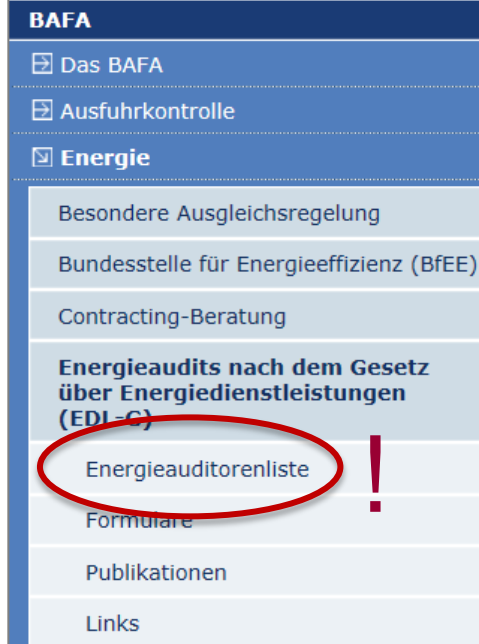 BAFA
Das BAFA
Ausfuhrkontrolle
Energie
Besondere Ausgleichsregelung
Bundesstelle für Energieeffizienz (BfEE)
Contracting-Beratung
Energieaudits nach dem Gesetz
über Energiedienstleistungen
(EDL-G)
Energieauditorenliste !
Formulare
Publikationen
Links